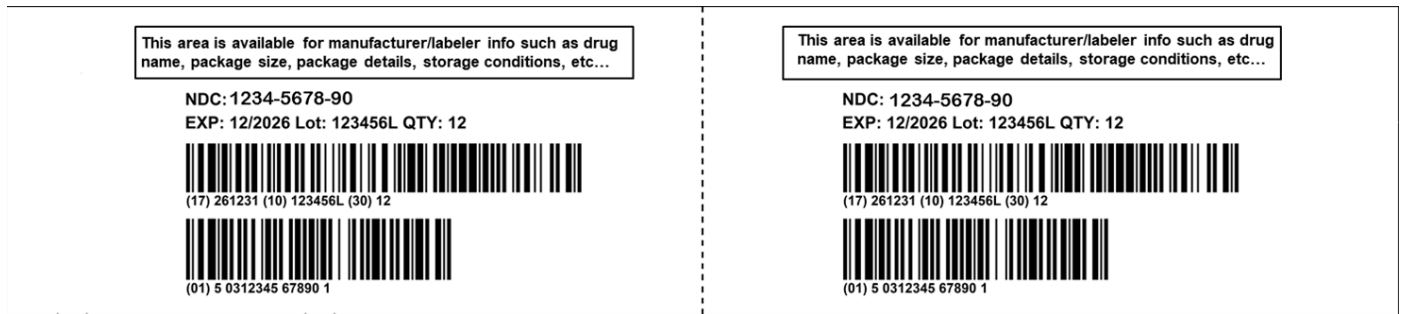 This area is available for manufacturer/labeler info such as drug
name, package size, package details, storage conditions, etc...
NDC: 1234-5678-90
EXP: 12/2026 Lot: 123456L QTY: 12
(17) 261231 (10) 123456L (30) 12
(01) 5 0312345 67890 1
This area is available for manufacturer/labeler info such as drug
name, package size, package details, storage conditions, etc...
NDC: 1234-5678-90
EXP: 12/2026 Lot: 123456L QTY: 12
(17) 261231 (10) 123456L (30) 12
(01) 5 0312345 67890 1